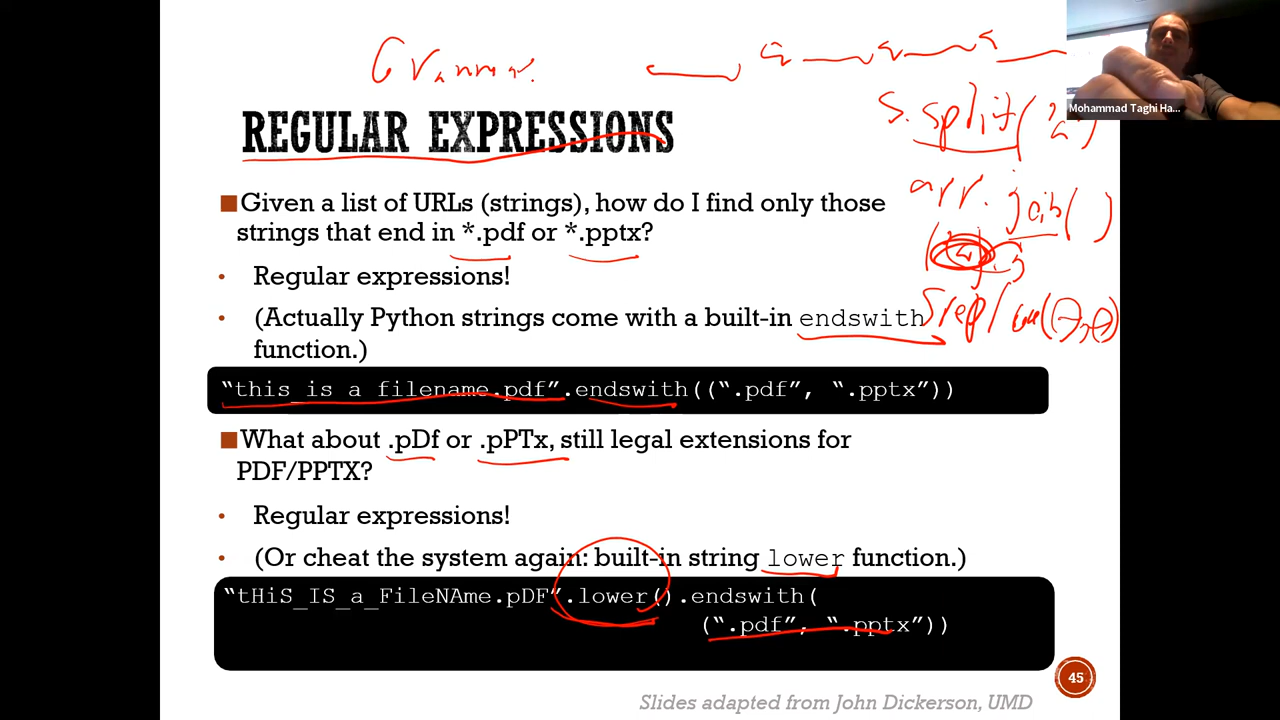 Grammar.
s.split('a')
Mohammad Taghi Ha...
REGULAR EXPRESSIONS
arr. join( )
■Given a list of URLs (strings), how do I find only those
strings that end in *.pdf or *.pptx?
• Regular expressions!
• (Actually Python strings come with a built-in endswith
function.)
“this_is a filename.pdf”.endswith((“.pdf”, “.pptx”))
■What about .pDf or .pPTx, still legal extensions for
PDF/PPTX?
• Regular expressions!
• (Or cheat the system again: built-in string lower function.)
“tHiS_IS_a_FileNAme.pDF”.lower().endswith(
(“.pdf”, “.pptx”))
45
Slides adapted from John Dickerson, UMD